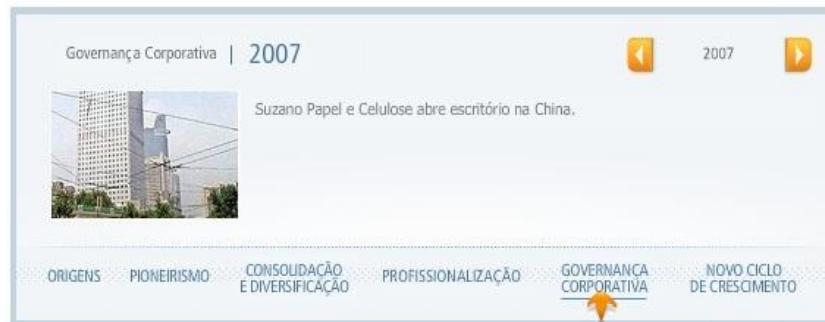 Governança Corporativa | 2007
2007
Suzano Papel e Celulose abre escritório na China.
ORIGENS
PIONEIRISMO
CONSOLIDAÇÃO
E DIVERSIFICAÇÃO
PROFISSIONALIZAÇÃO
GOVERNANÇA
CORPORATIVA
NOVO CICLO
DE CRESCIMENTO